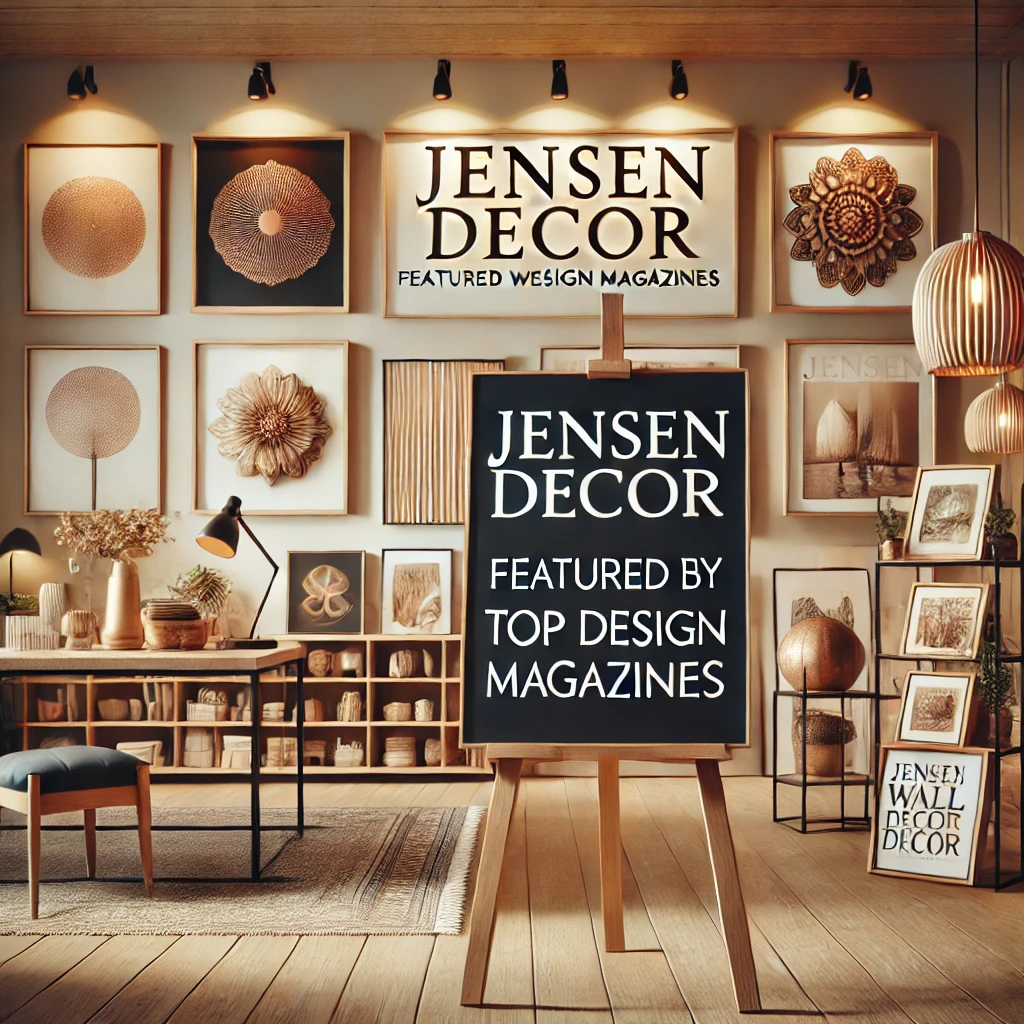 JENSEN
DECOR
FEATURED WESIGN MAGAZINES
JENSEN
JENSEN
DECOR
FEATURED BY
TOP DESIGN
MAGAZINES
JENSEN
WALL
DECOR
DECOR